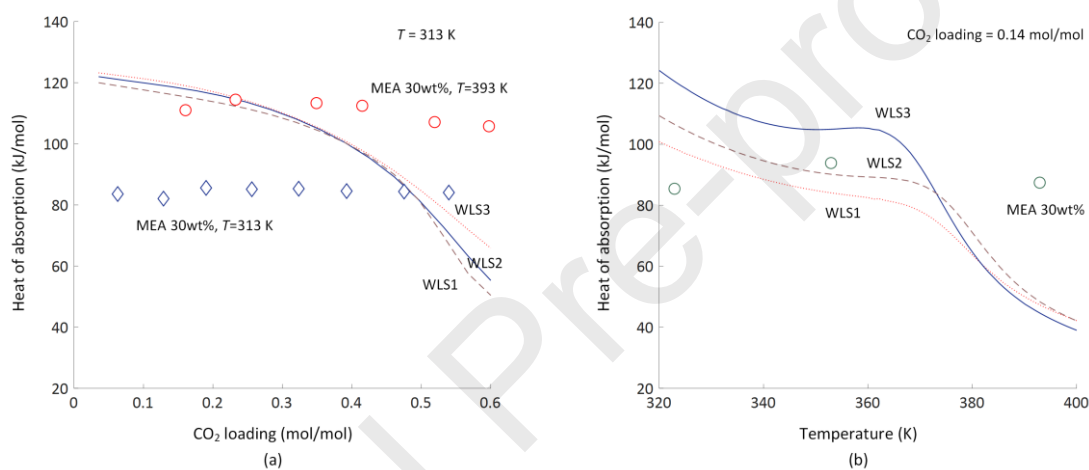 140
120
100
80
60
40
20
Heat of absorption (kJ/mol)
T = 313 K
MEA 30wt%, T=393 K
MEA 30wt%, T=313 K
WLS3
WLS2
WLS1
0 0.1 0.2 0.3 0.4 0.5 0.6
CO₂ loading (mol/mol)
(a)
140
120
100
80
60
40
20
Heat of absorption (kJ/mol)
CO₂ loading = 0.14 mol/mol
WLS3
WLS2
WLS1
MEA 30wt%
320 340 360 380 400
Temperature (K)
(b)
l Pre-pro